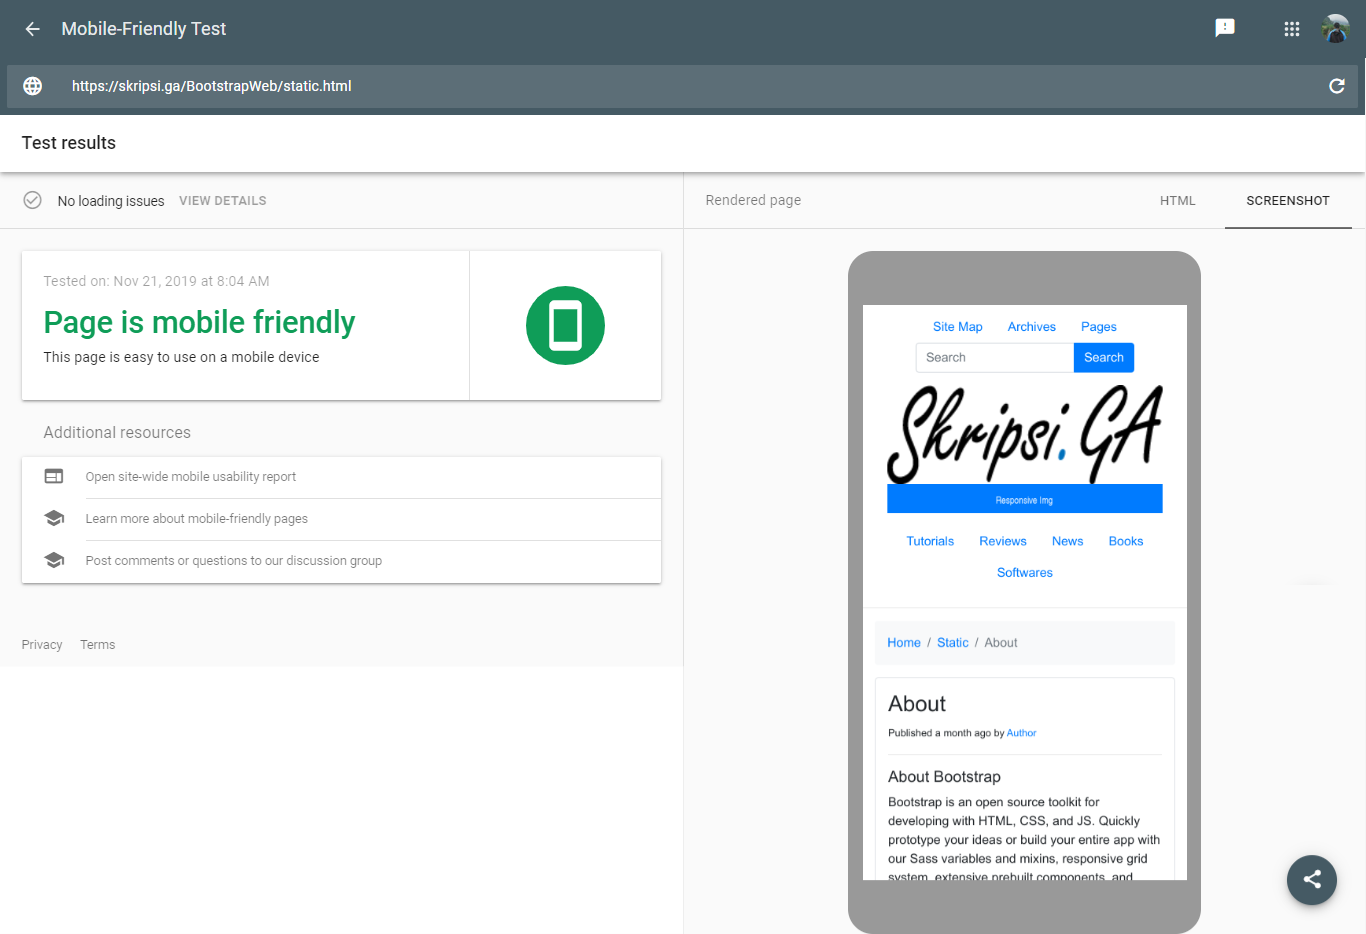 Mobile-Friendly Test
https://skripsi.ga/BootstrapWeb/static.html
Test results
No loading issues VIEW DETAILS
Tested on: Nov 21, 2019 at 8:04 AM
Page is mobile friendly
This page is easy to use on a mobile device
Additional resources
Open site-wide mobile usability report
Learn more about mobile-friendly pages
Post comments or questions to our discussion group
Privacy Terms
Rendered page HTML SCREENSHOT
Site Map Archives Pages
Search Search
Skripsi.GA
Responsive Img
Tutorials Reviews News Books
Softwares
Home / Static / About
About
Published a month ago by Author
About Bootstrap
Bootstrap is an open source toolkit for
developing with HTML, CSS, and JS. Quickly
prototype your ideas or build your entire app with
our Sass variables and mixins, responsive grid
system, extensive prebuilt components, and